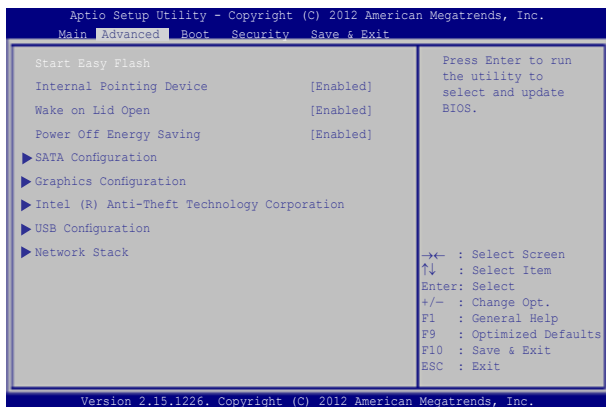 Aptio Setup Utility - Copyright (C) 2012 American Megatrends, Inc.
Main Advanced Boot Security Save & Exit
Start Easy Flash
Internal Pointing Device [Enabled]
Wake on Lid Open [Enabled]
Power Off Energy Saving [Enabled]
SATA Configuration
Graphics Configuration
Intel (R) Anti-Theft Technology Corporation
USB Configuration
Network Stack
Press Enter to run
the utility to
select and update
BIOS.
→← : Select Screen
↑↓ : Select Item
Enter: Select
+/— : Change Opt.
F1 : General Help
F9 : Optimized Defaults
F10 : Save & Exit
ESC : Exit
Version 2.15.1226. Copyright (C) 2012 American Megatrends, Inc.